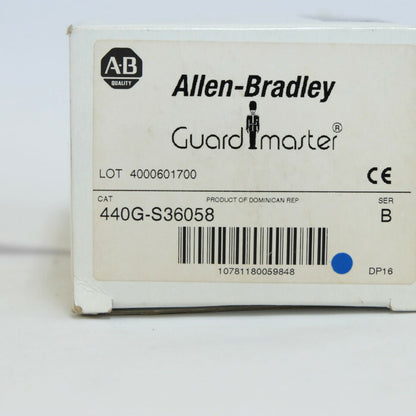 A-B
QUALITY
Allen-Bradley
Guardmaster®
LOT 4000601700
CE
CAT
PRODUCT OF DOMINICAN REP
SER
440G-S36058
B
10781180059848
DP16